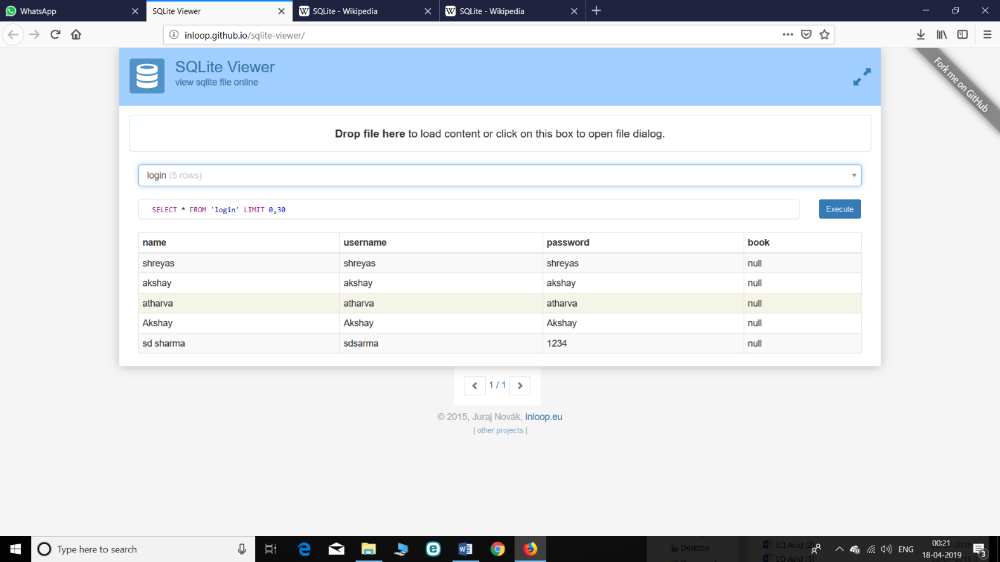 WhatsApp
SQLite Viewer
SQLite - Wikipedia
SQLite - Wikipedia
inloop.github.io/sqlite-viewer/
SQLite Viewer
view sqlite file online
Fork me on GitHub
Drop file here to load content or click on this box to open file dialog.
login (5 rows)
SELECT * FROM 'login' LIMIT 0,30
Execute
name username password book
shreyas shreyas shreyas null
akshay akshay akshay null
atharva atharva atharva null
Akshay Akshay Akshay null
sd sharma sdsarma 1234 null
1 / 1
© 2015, Juraj Novák, inloop.eu
| other projects |
Type here to search
Desktop
LQ Acid (2)
LQ Acid (3)
ENG
00:21
18-04-2019
3